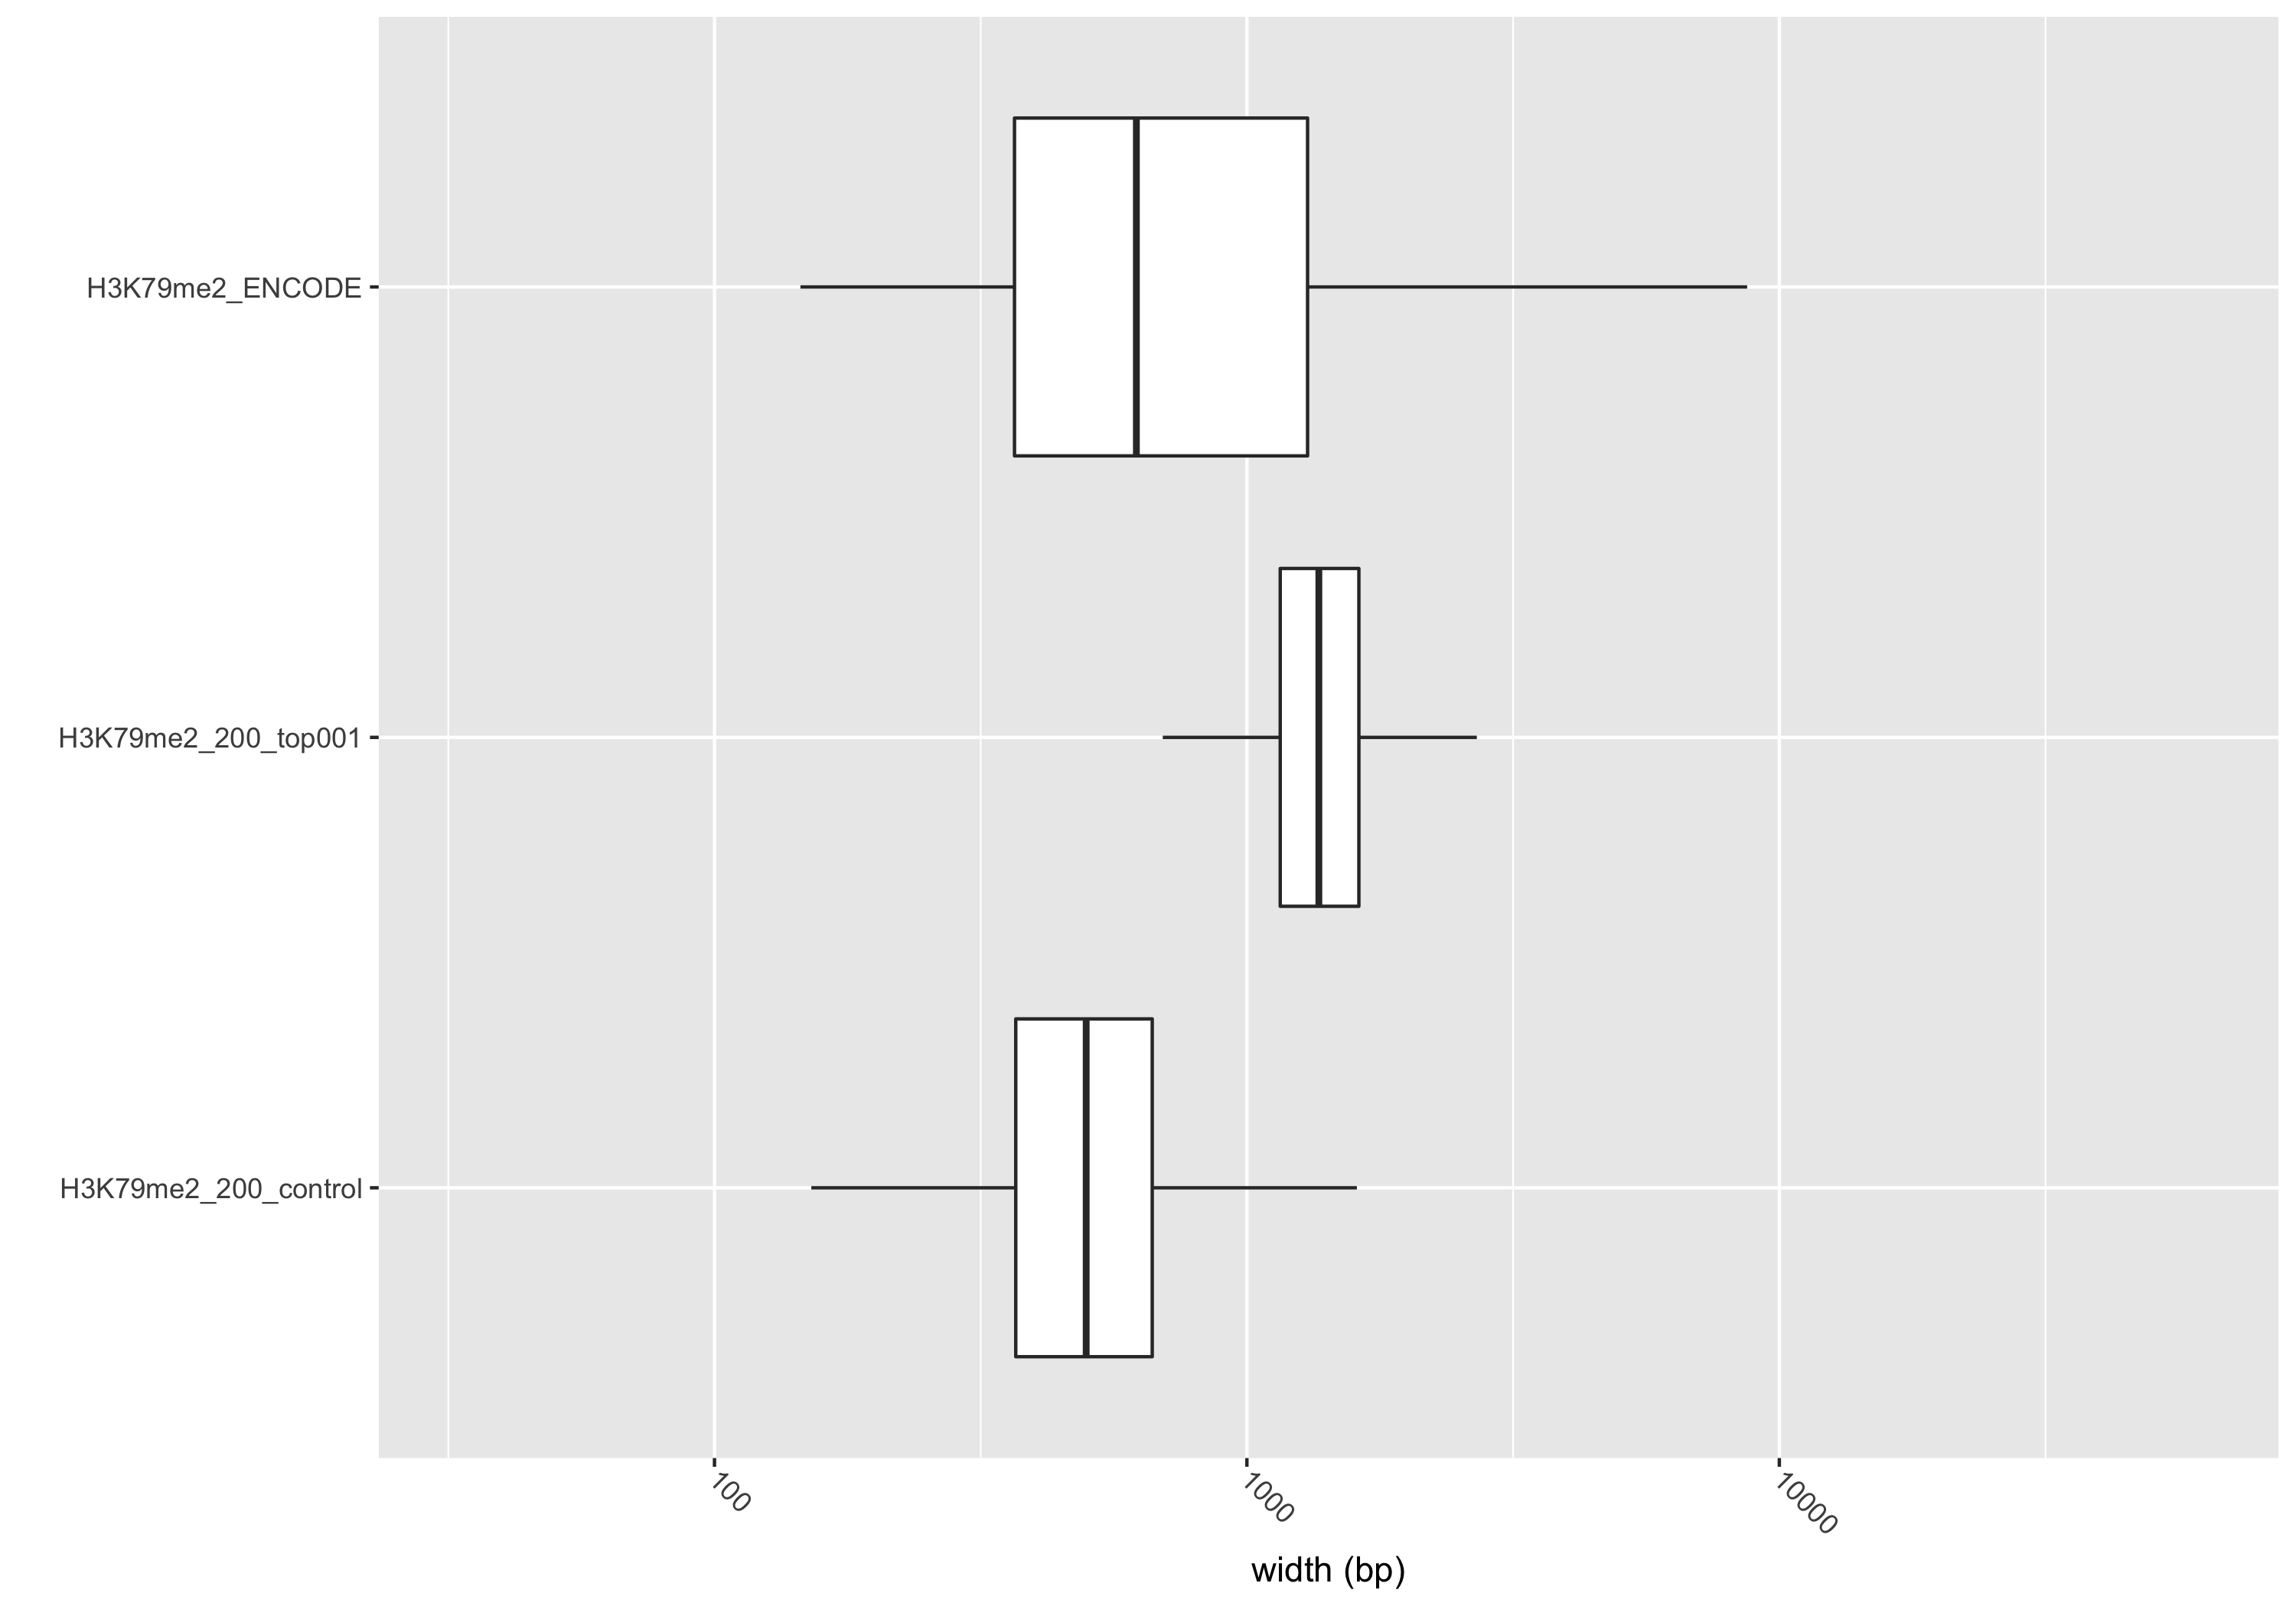 H3K79me2_ENCODE
H3K79me2_200_top001
H3K79me2_200_control
100
1000
10000
width (bp)